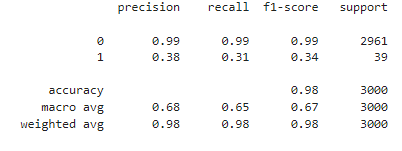 precision recall f1-score support
0 0.99 0.99 0.99 2961
1 0.38 0.31 0.34 39
accuracy 0.98 3000
macro avg 0.68 0.65 0.67 3000
weighted avg 0.98 0.98 0.98 3000